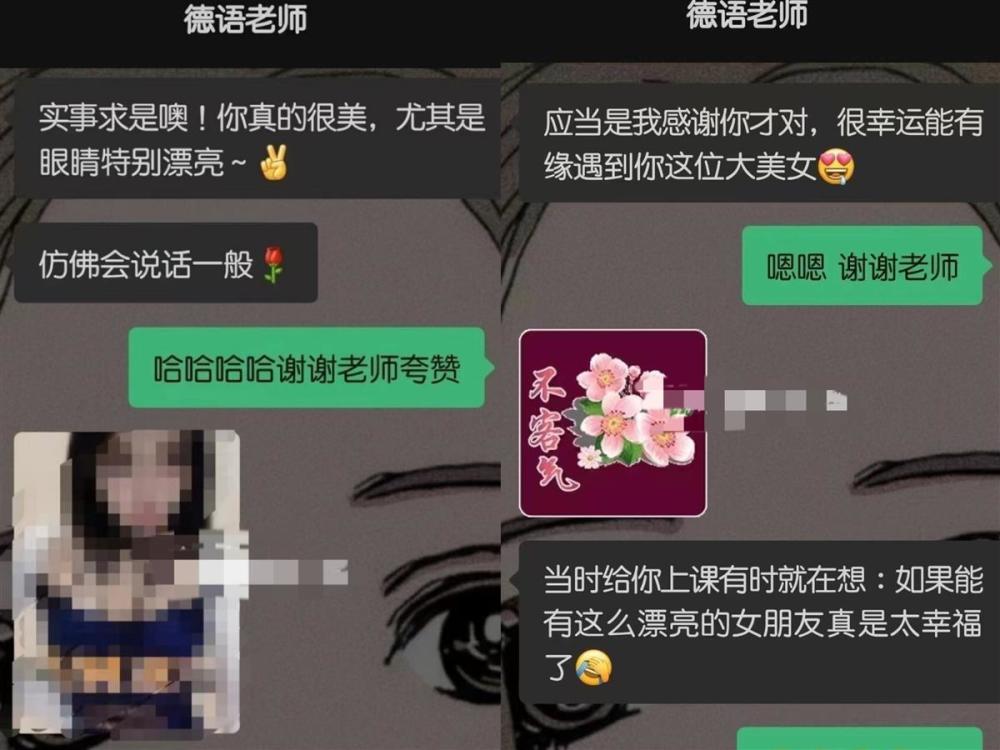 德语老师
实事求是噢！你真的很美，尤其是
眼睛特别漂亮～✌️
仿佛会说话一般🌹
哈哈哈哈谢谢老师夸赞
德语老师
应当是我感谢你才对，很幸运能有
缘遇到你这位大美女🤤
嗯嗯 谢谢老师
不客气
当时给你上课有时就在想：如果能
有这么漂亮的女朋友真是太幸福
了🤦